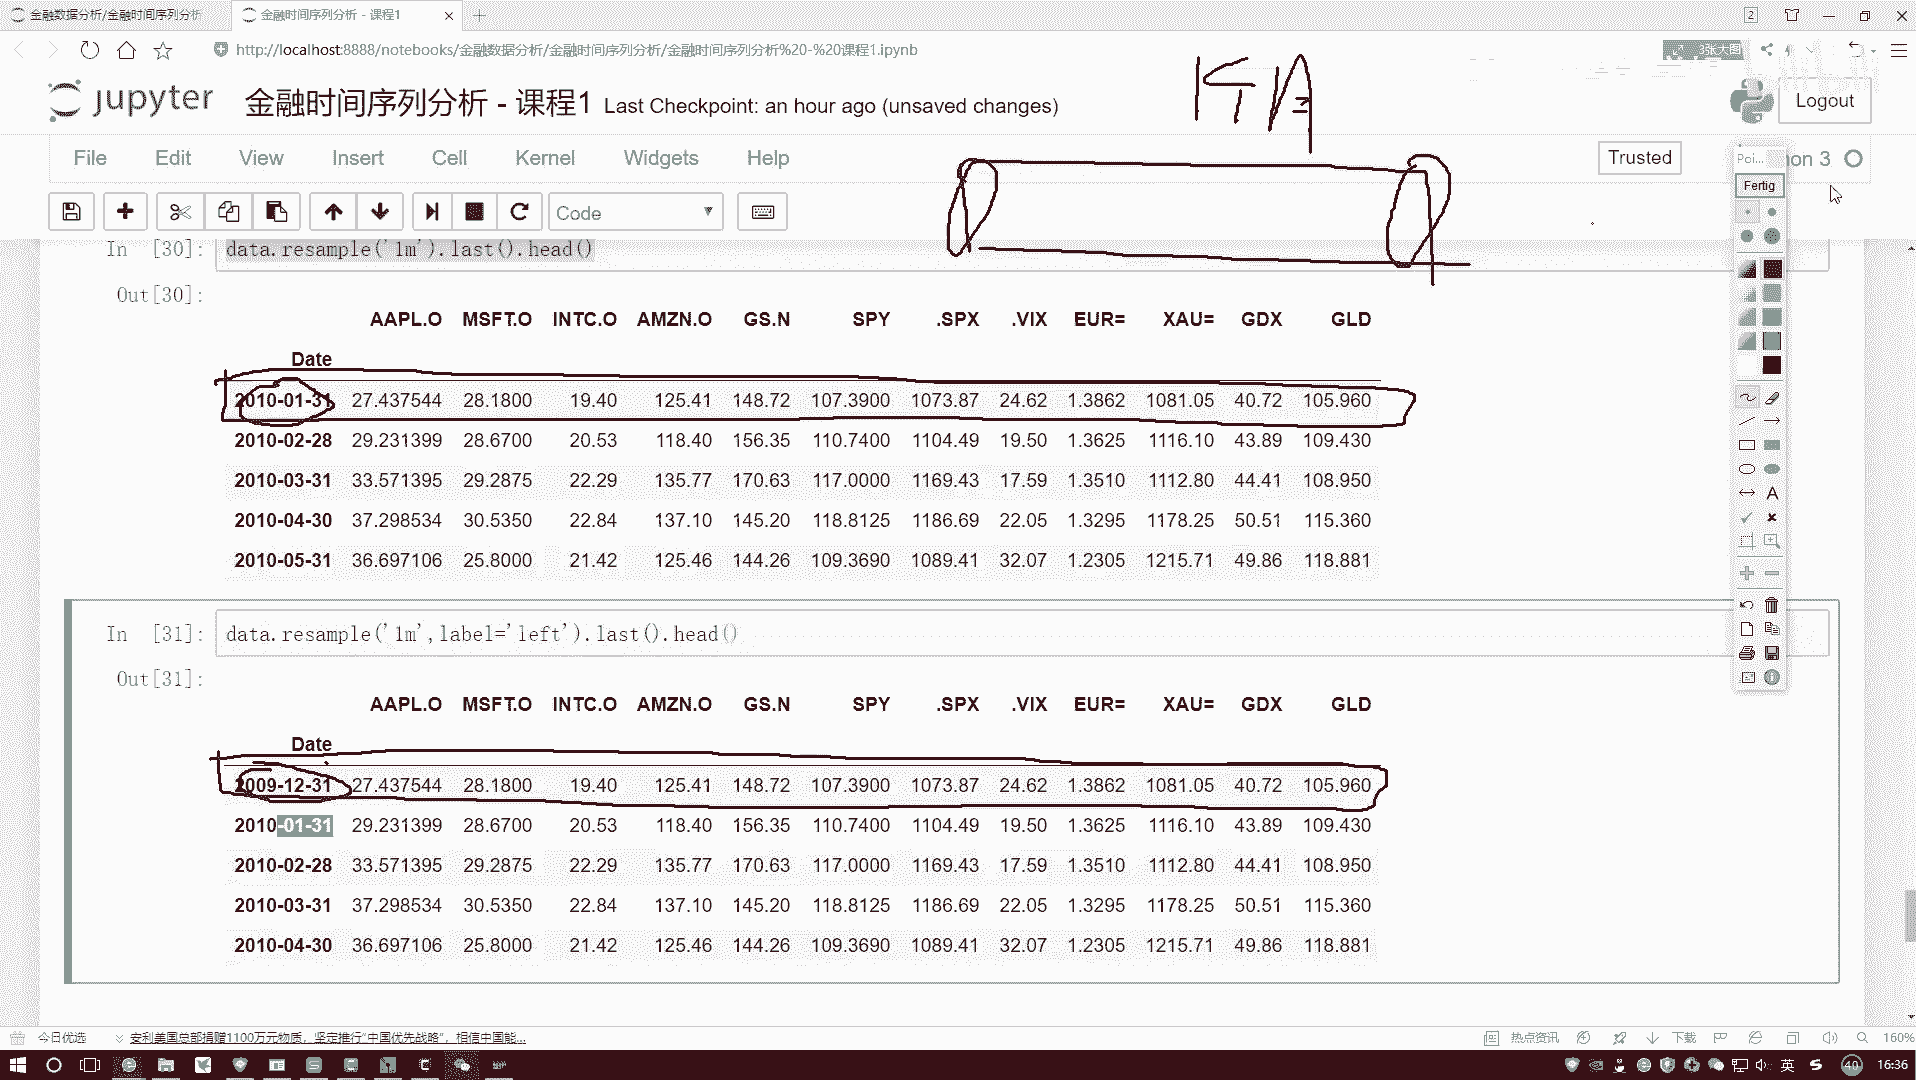 金融数据分析/金融时间序列分析
金融时间序列分析 - 课程1
http://localhost:8888/notebooks/金融数据分析/金融时间序列分析/金融时间序列分析%20-%20课程1.ipynb
3张大图
jupyter 金融时间序列分析 - 课程1 Last Checkpoint: an hour ago (unsaved changes)
Logout
File Edit View Insert Cell Kernel Widgets Help
Trusted
Poi...
on 3
Fertig
Code
In [30]: data.resample('1m').last().head()
Out[30]:
AAPL.O MSFT.O INTC.O AMZN.O GS.N SPY .SPX .VIX EUR= XAU= GDX GLD
Date
2010-01-31 27.437544 28.1800 19.40 125.41 148.72 107.3900 1073.87 24.62 1.3862 1081.05 40.72 105.960
2010-02-28 29.231399 28.6700 20.53 118.40 156.35 110.7400 1104.49 19.50 1.3625 1116.10 43.89 109.430
2010-03-31 33.571395 29.2875 22.29 135.77 170.63 117.0000 1169.43 17.59 1.3510 1112.80 44.41 108.950
2010-04-30 37.298534 30.5350 22.84 137.10 145.20 118.8125 1186.69 22.05 1.3295 1178.25 50.51 115.360
2010-05-31 36.697106 25.8000 21.42 125.46 144.26 109.3690 1089.41 32.07 1.2305 1215.71 49.86 118.881
In [31]: data.resample('1m',label='left').last().head()
Out[31]:
AAPL.O MSFT.O INTC.O AMZN.O GS.N SPY .SPX .VIX EUR= XAU= GDX GLD
Date
2009-12-31 27.437544 28.1800 19.40 125.41 148.72 107.3900 1073.87 24.62 1.3862 1081.05 40.72 105.960
2010-01-31 29.231399 28.6700 20.53 118.40 156.35 110.7400 1104.49 19.50 1.3625 1116.10 43.89 109.430
2010-02-28 33.571395 29.2875 22.29 135.77 170.63 117.0000 1169.43 17.59 1.3510 1112.80 44.41 108.950
2010-03-31 37.298534 30.5350 22.84 137.10 145.20 118.8125 1186.69 22.05 1.3295 1178.25 50.51 115.360
2010-04-30 36.697106 25.8000 21.42 125.46 144.26 109.3690 1089.41 32.07 1.2305 1215.71 49.86 118.881
今日优选 安利美国总部捐赠1100万元物质,坚定推行“中国优先战略”,相信中国能...
热点资讯 下载 160%
英 40 16:36